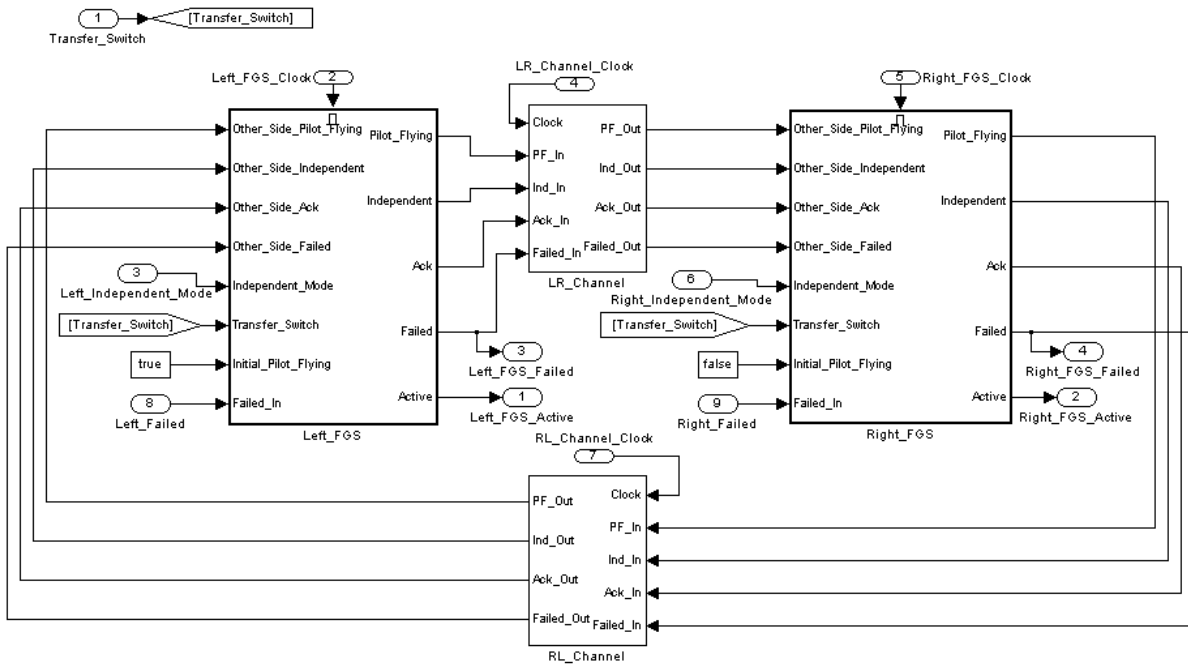 1
[Transfer_Switch]
Transfer_Switch
Left_FGS_Clock
2
LR_Channel_Clock
4
5
Right_FGS_Clock
Other_Side_Pilot_Flying
Pilot_Flying
Other_Side_Independent
Independent
Other_Side_Ack
Ack
Other_Side_Failed
3
Left_Independent_Mode
Independent_Mode
[Transfer_Switch]
Transfer_Switch
Failed
true
Initial_Pilot_Flying
8
Left_Failed
Failed_In
Active
Left_FGS
3
Left_FGS_Failed
1
Left_FGS_Active
Clock
PF_In
PF_Out
Ind_In
Ind_Out
Ack_In
Ack_Out
Failed_In
Failed_Out
LR_Channel
Other_Side_Pilot_Flying
Pilot_Flying
Other_Side_Independent
Independent
Other_Side_Ack
Ack
Other_Side_Failed
6
Right_Independent_Mode
Independent_Mode
[Transfer_Switch]
Transfer_Switch
Failed
false
Initial_Pilot_Flying
9
Right_Failed
Failed_In
Active
Right_FGS
4
Right_FGS_Failed
2
Right_FGS_Active
RL_Channel_Clock
7
PF_Out
Clock
PF_In
Ind_Out
Ind_In
Ack_Out
Ack_In
Failed_Out
Failed_In
RL_Channel